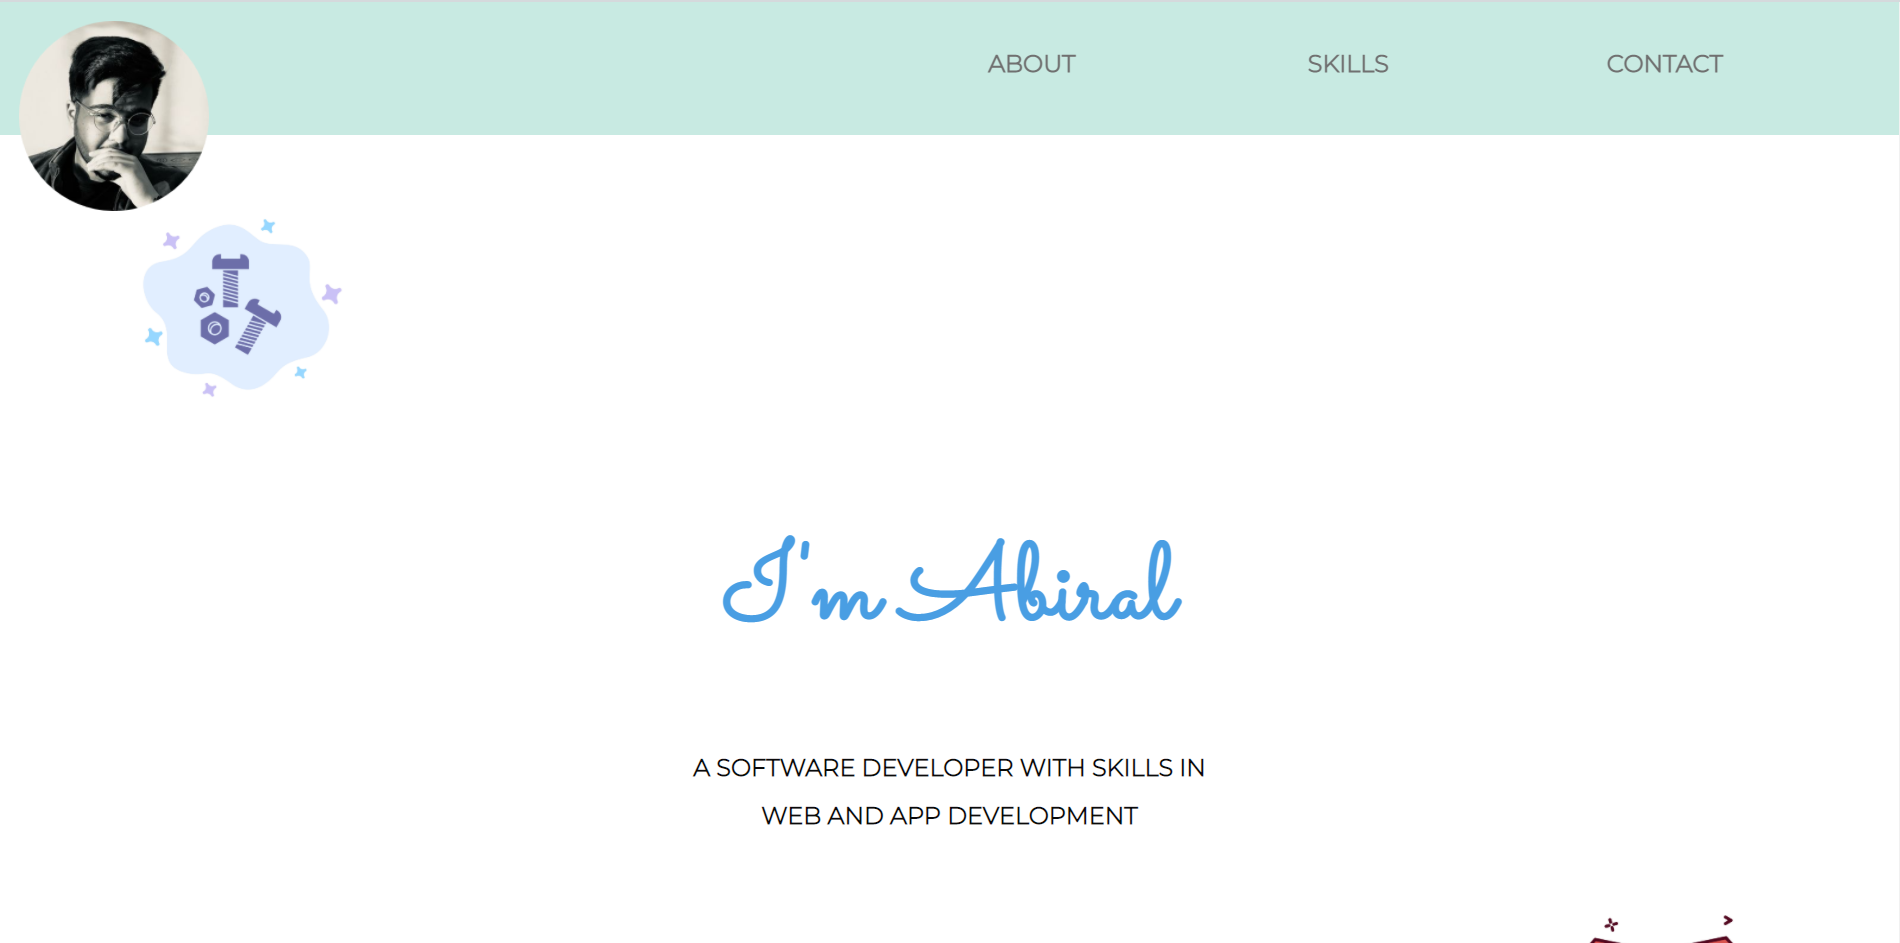 ABOUT SKILLS CONTACT
I'm Abiral
A SOFTWARE DEVELOPER WITH SKILLS IN
WEB AND APP DEVELOPMENT